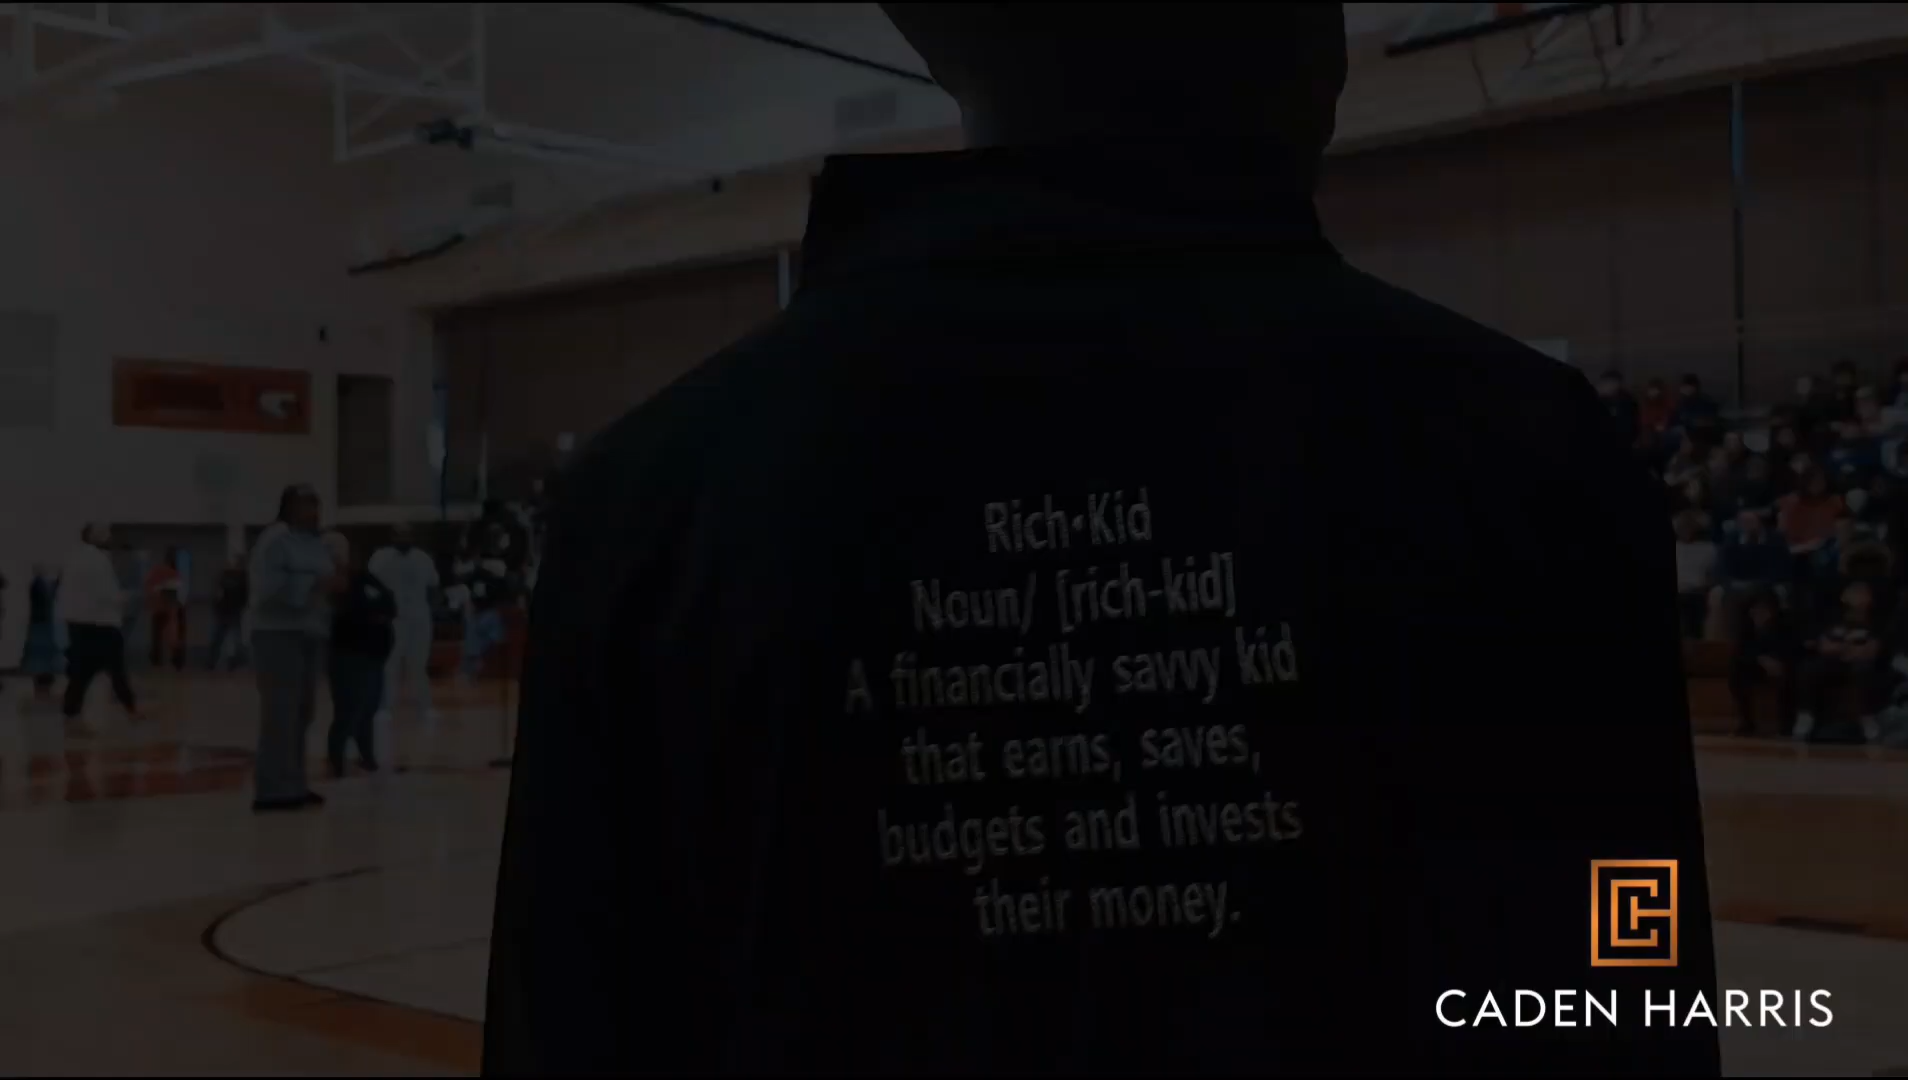 Rich·Kid
Noun/ [rich-kid]
A financially savvy kid
that earns, saves,
budgets and invests
their money.
CADEN HARRIS